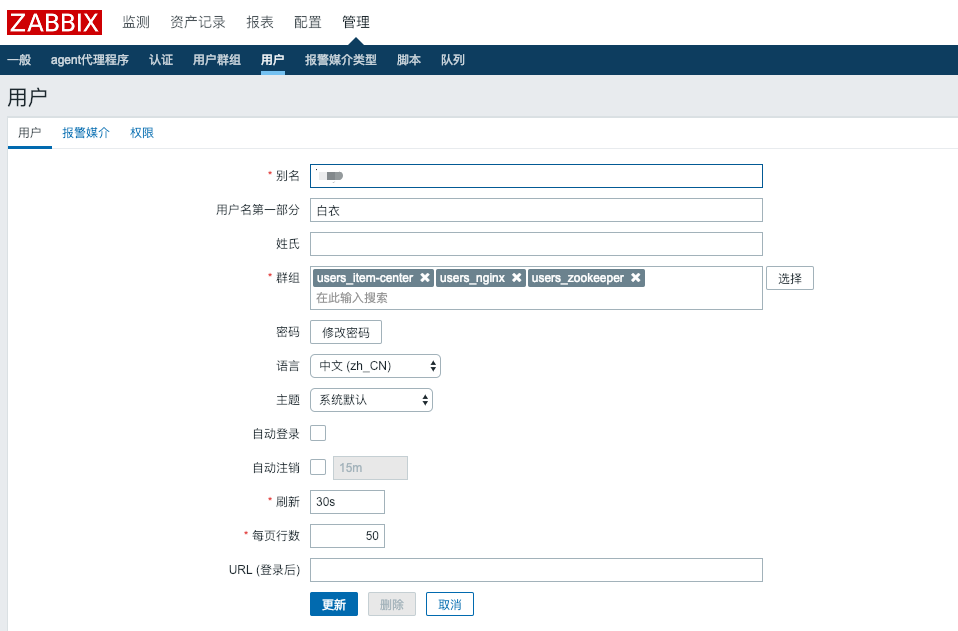 ZABBIX 监测 资产记录 报表 配置 管理
一般 agent代理程序 认证 用户群组 用户 报警媒介类型 脚本 队列
用户
用户 报警媒介 权限
* 别名
用户名第一部分 白衣
姓氏
* 群组 users_item-center ✖ users_nginx ✖ users_zookeeper ✖ 选择
在此输入搜索
密码 修改密码
语言 中文 (zh_CN)
主题 系统默认
自动登录
自动注销 15m
* 刷新 30s
* 每页行数 50
URL (登录后)
更新 删除 取消